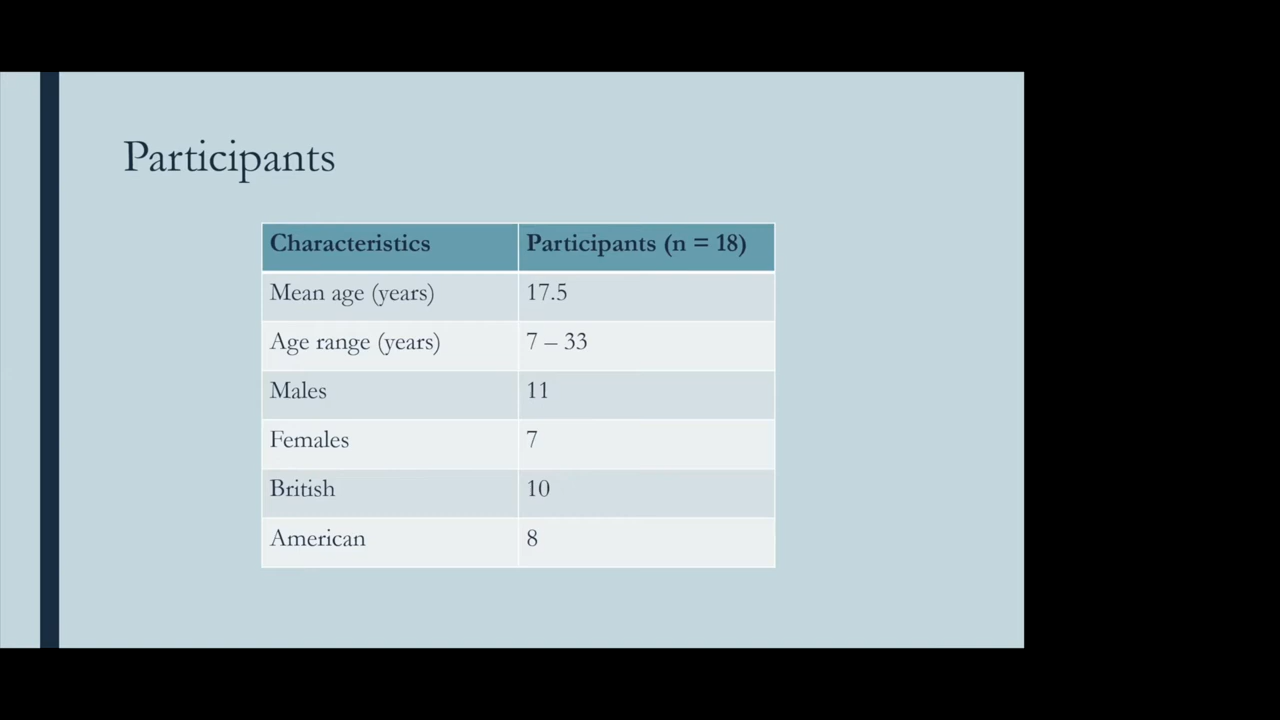 Participants
Characteristics Participants (n = 18)
Mean age (years) 17.5
Age range (years) 7 – 33
Males 11
Females 7
British 10
American 8